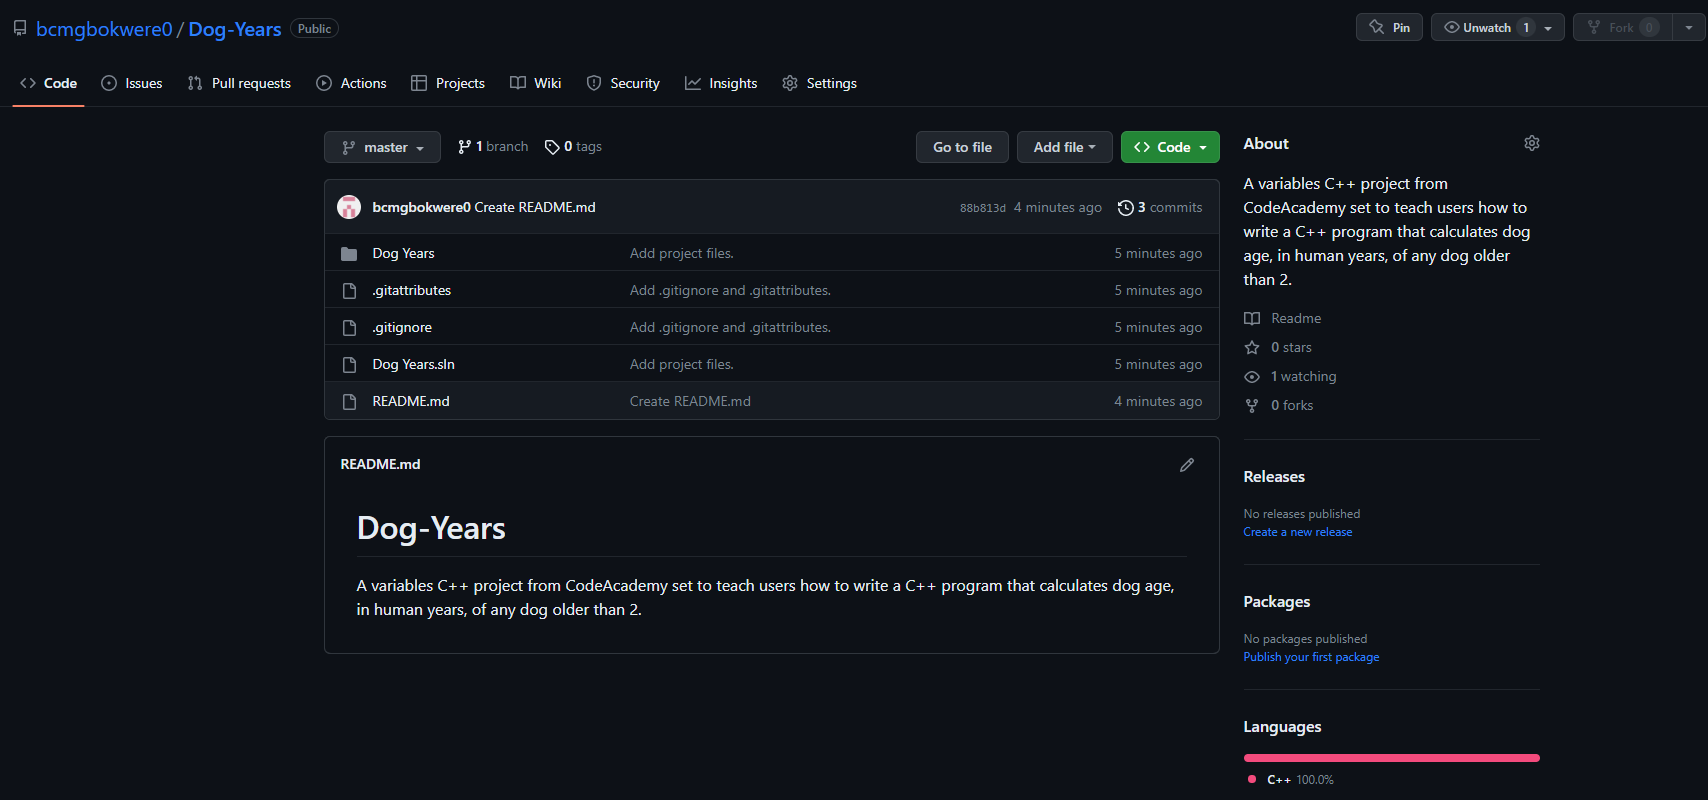 bcmgbokwere0 / Dog-Years Public
Pin
Unwatch 1
Fork 0
Code
Issues
Pull requests
Actions
Projects
Wiki
Security
Insights
Settings
master
1 branch
0 tags
Go to file
Add file
Code
bcmgbokwere0 Create README.md
88b813d 4 minutes ago
3 commits
Dog Years Add project files. 5 minutes ago
.gitattributes Add .gitignore and .gitattributes. 5 minutes ago
.gitignore Add .gitignore and .gitattributes. 5 minutes ago
Dog Years.sln Add project files. 5 minutes ago
README.md Create README.md 4 minutes ago
README.md
Dog-Years
A variables C++ project from CodeAcademy set to teach users how to write a C++ program that calculates dog age,
in human years, of any dog older than 2.
About
A variables C++ project from
CodeAcademy set to teach users how to
write a C++ program that calculates dog
age, in human years, of any dog older
than 2.
Readme
0 stars
1 watching
0 forks
Releases
No releases published
Create a new release
Packages
No packages published
Publish your first package
Languages
C++ 100.0%